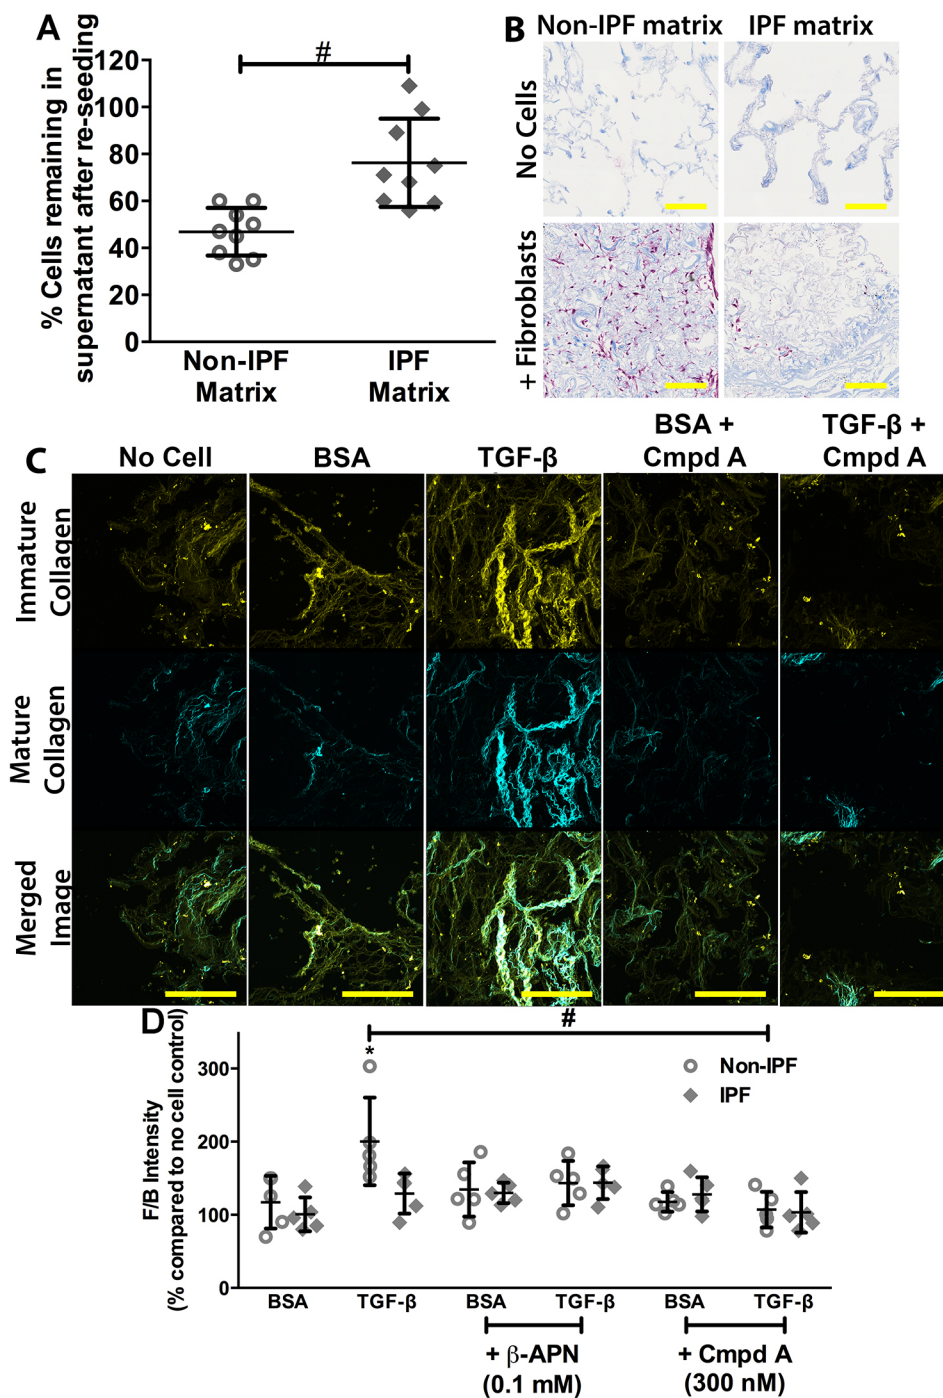 A
% Cells remaining in
supernatant after re-seeding
120
100
80
60
40
20
0
#
Non-IPF
Matrix
IPF
Matrix
B
Non-IPF matrix
IPF matrix
No Cells
+ Fibroblasts
C
No Cell
BSA
TGF-β
BSA +
Cmpd A
TGF-β +
Cmpd A
Immature
Collagen
Mature
Collagen
Merged
Image
D
F/B Intensity
(% compared to no cell control)
300
200
100
0
*
#
Non-IPF
IPF
BSA
TGF-β
BSA
TGF-β
BSA
TGF-β
+ β-APN
(0.1 mM)
+ Cmpd A
(300 nM)